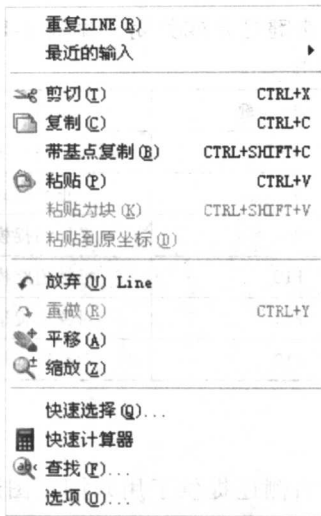 重复LINE(R)
最近的输入
剪切(T) CTRL+X
复制(C) CTRL+C
带基点复制(B) CTRL+SHIFT+C
粘贴(P) CTRL+V
粘贴为块(K) CTRL+SHIFT+V
粘贴到原坐标(D)
放弃(U) Line
重做(R) CTRL+Y
平移(A)
缩放(Z)
快速选择(Q)...
快速计算器
查找(F)...
选项(O)...